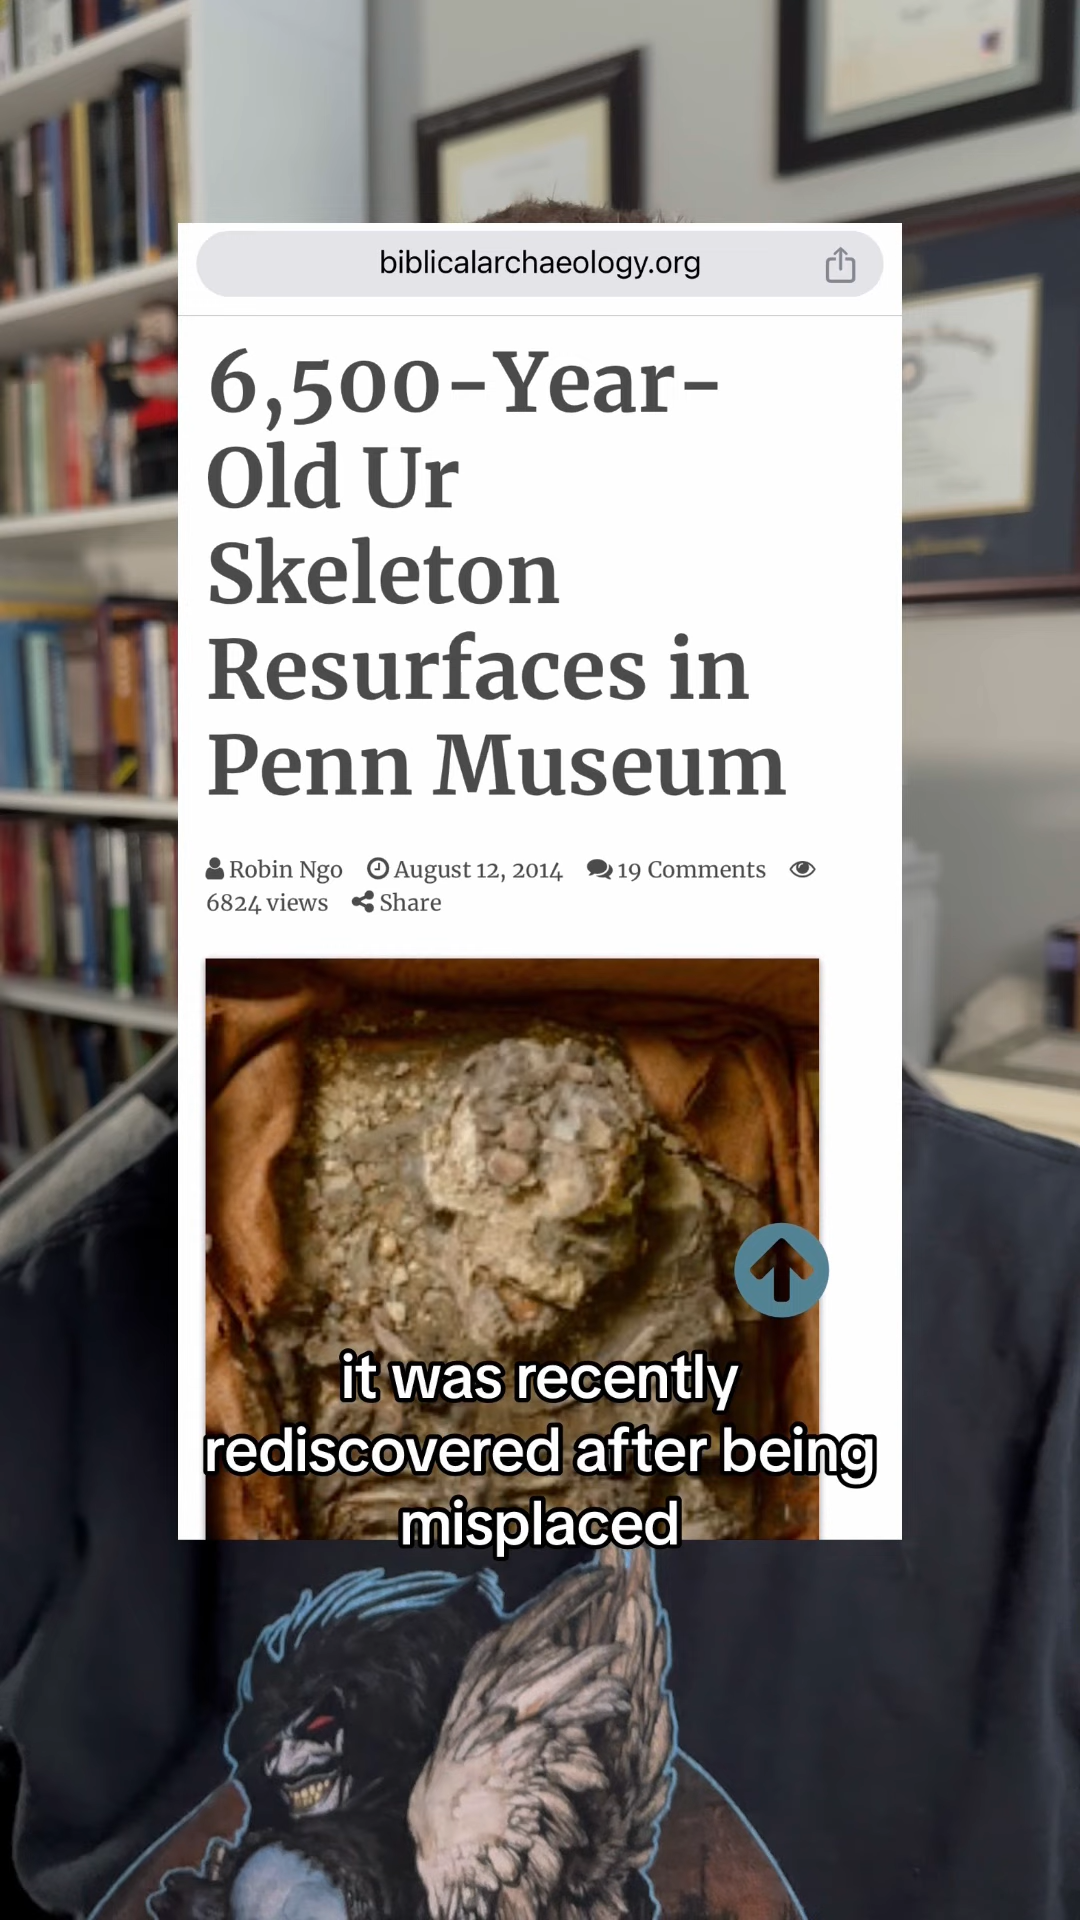 biblicalarchaeology.org
6,500-Year-
Old Ur
Skeleton
Resurfaces in
Penn Museum
Robin Ngo August 12, 2014 19 Comments
6824 views Share
it was recently
rediscovered after being
misplaced